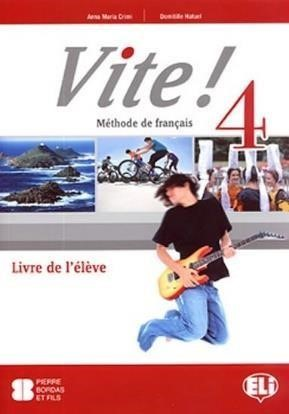 Anna Maria Crimi
Domitille Hatuel
Vite!
Méthode de français
4
Livre de l'élève
PIERRE
BORDAS
ET FILS
ELi